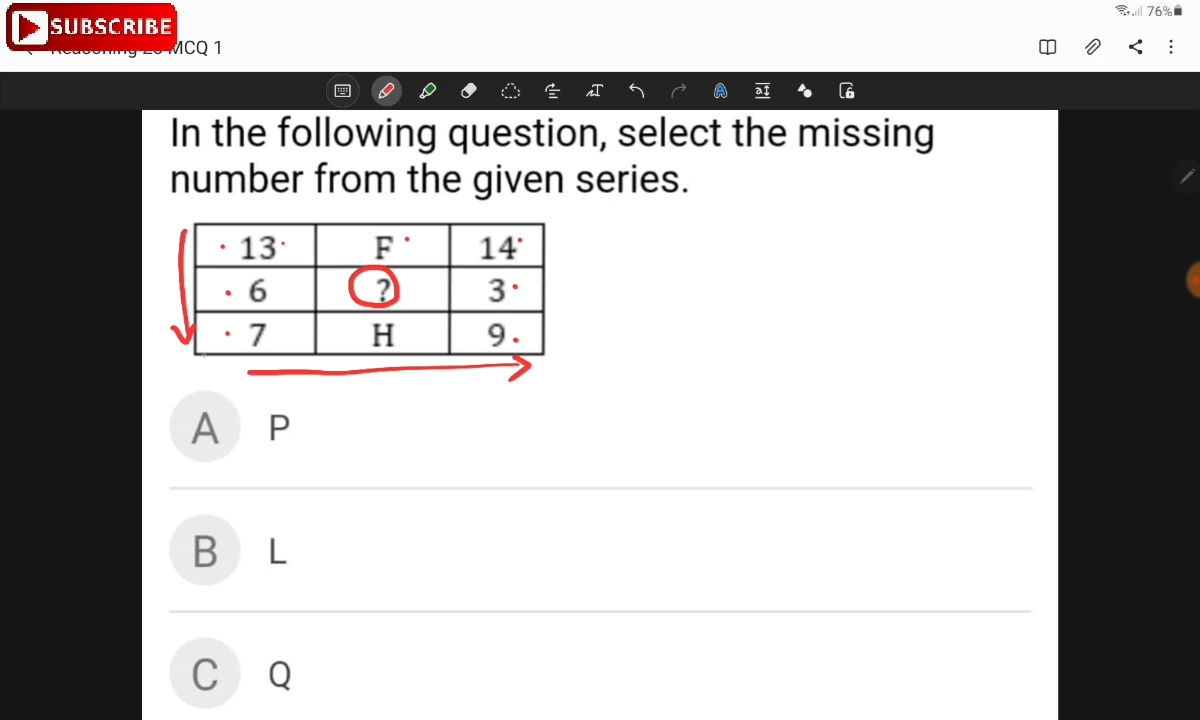 SUBSCRIBE
76%
MCQ 1
In the following question, select the missing
number from the given series.
13 F 14
6 ? 3
7 H 9
A P
B L
C Q